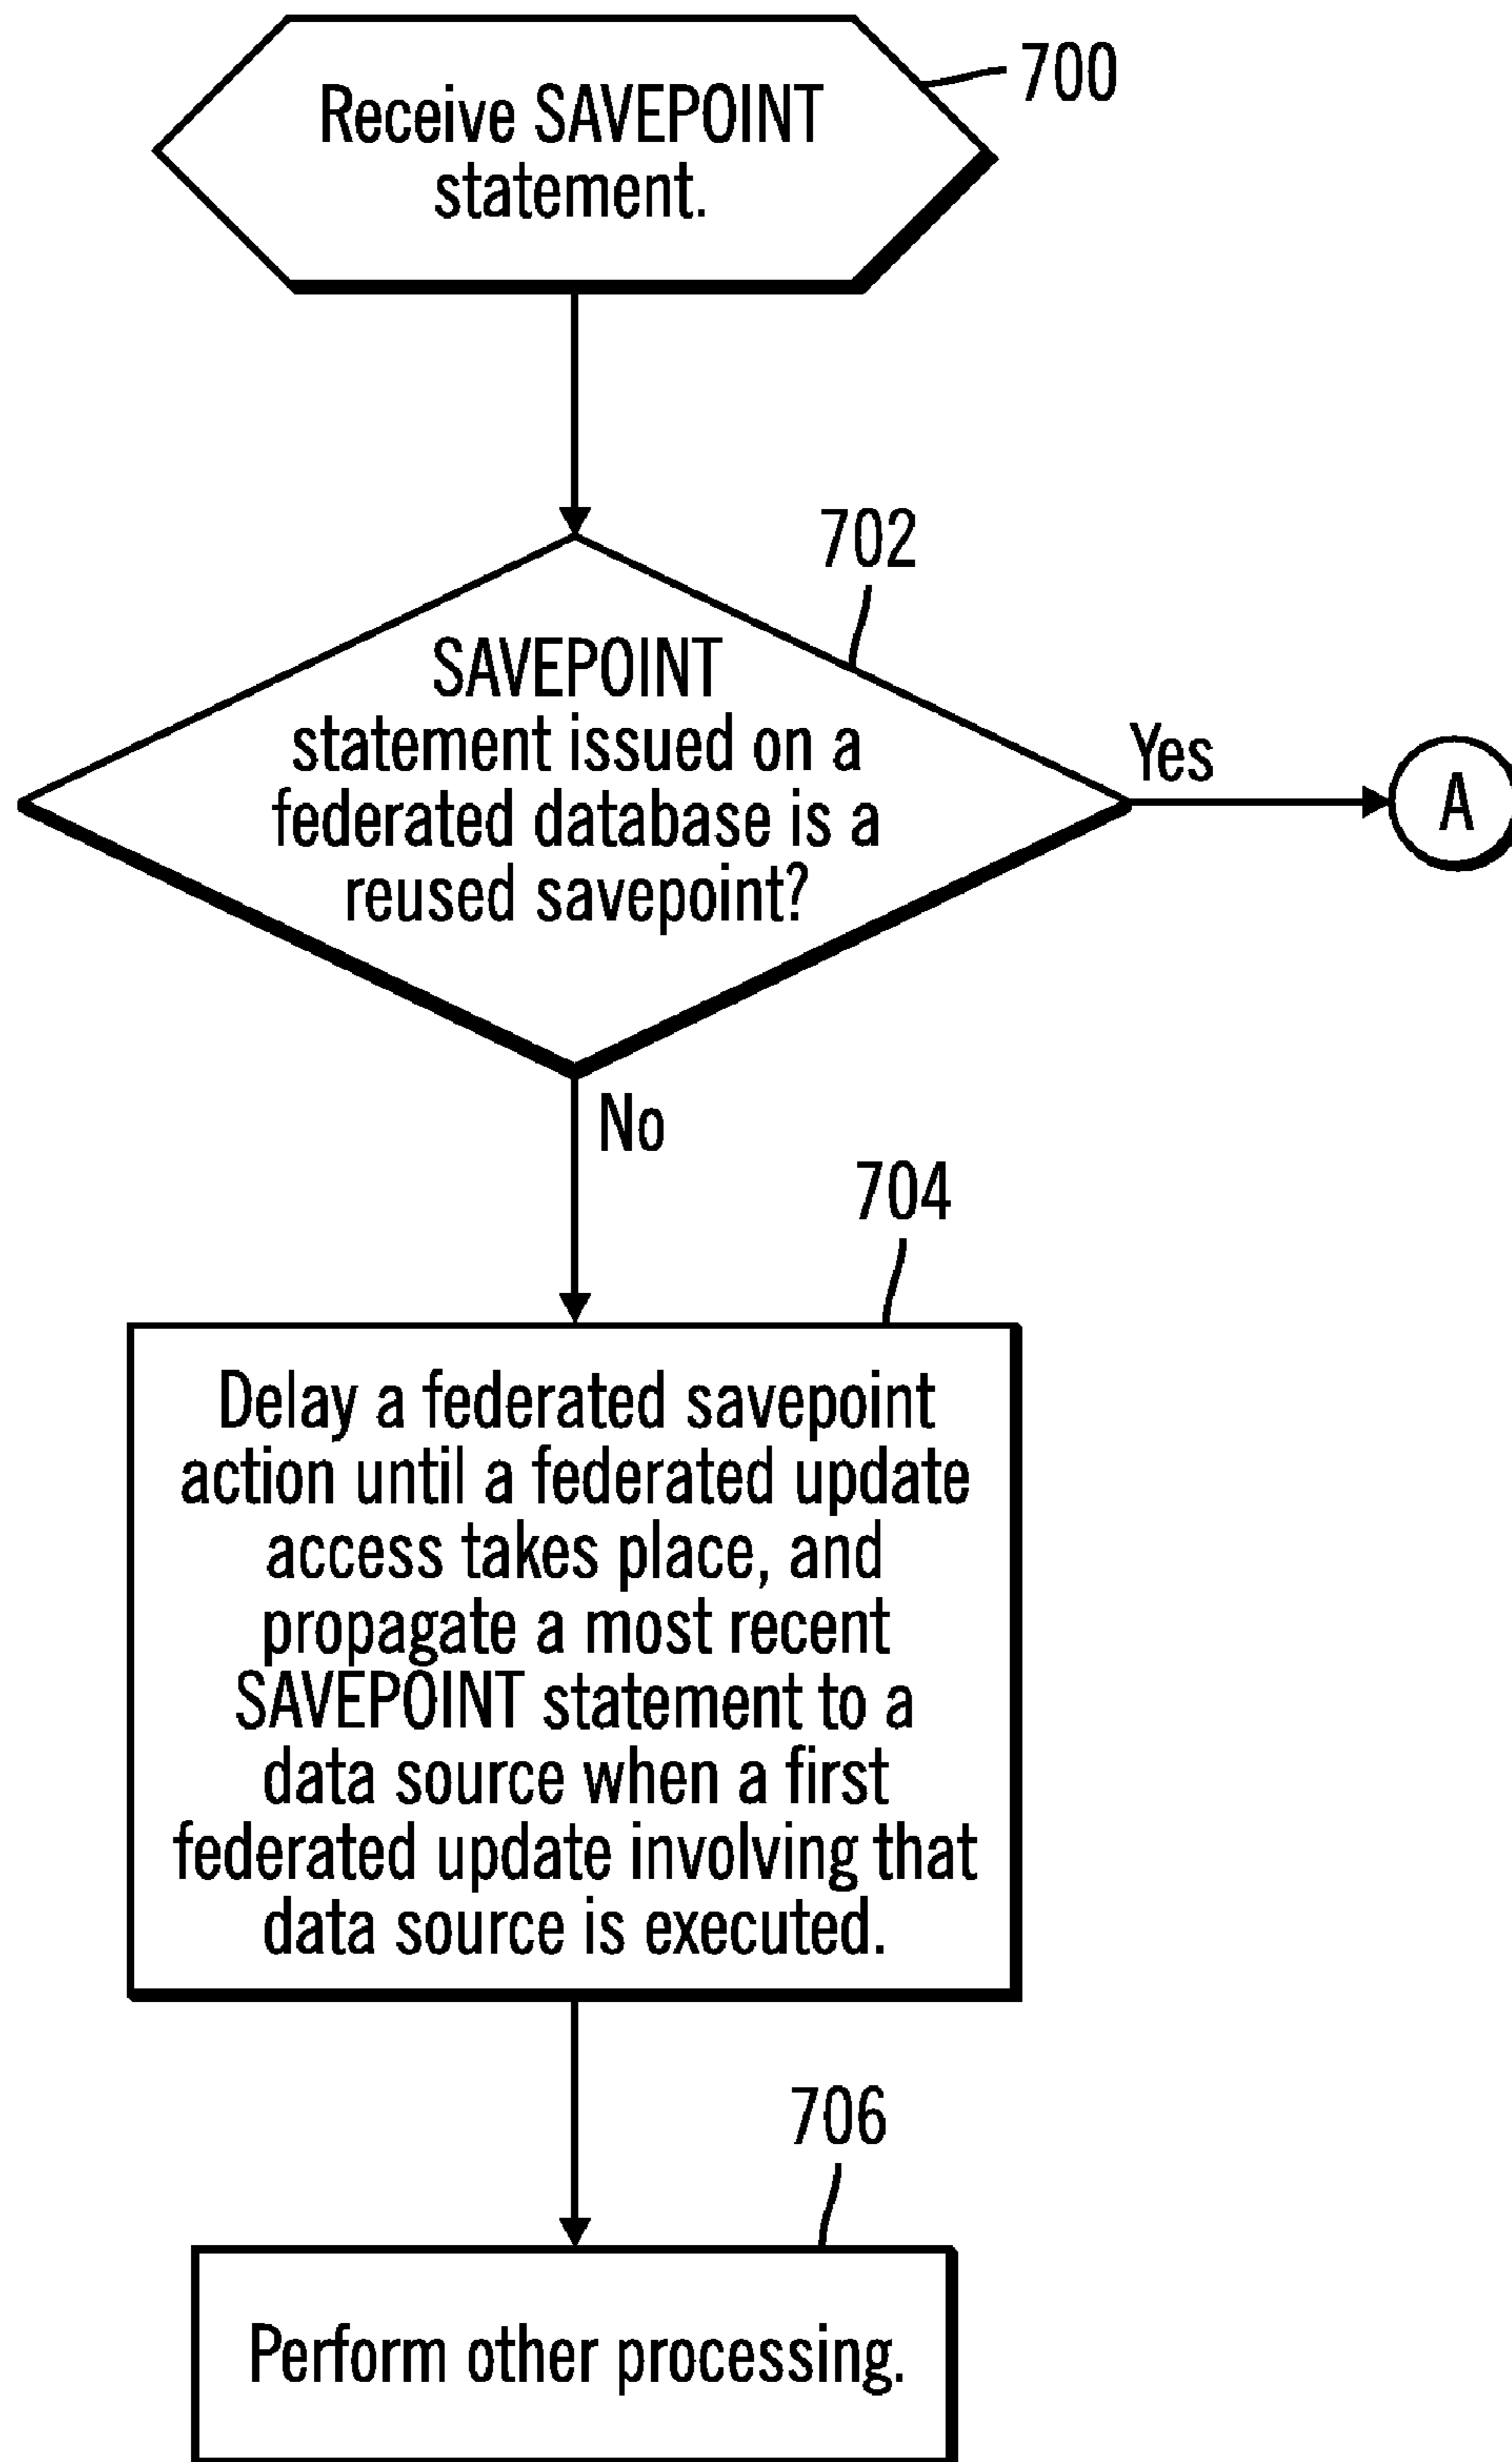 Receive SAVEPOINT
statement.
700
702
SAVEPOINT
statement issued on a
federated database is a
reused savepoint?
Yes
A
No
704
Delay a federated savepoint
action until a federated update
access takes place, and
propagate a most recent
SAVEPOINT statement to a
data source when a first
federated update involving that
data source is executed.
706
Perform other processing.